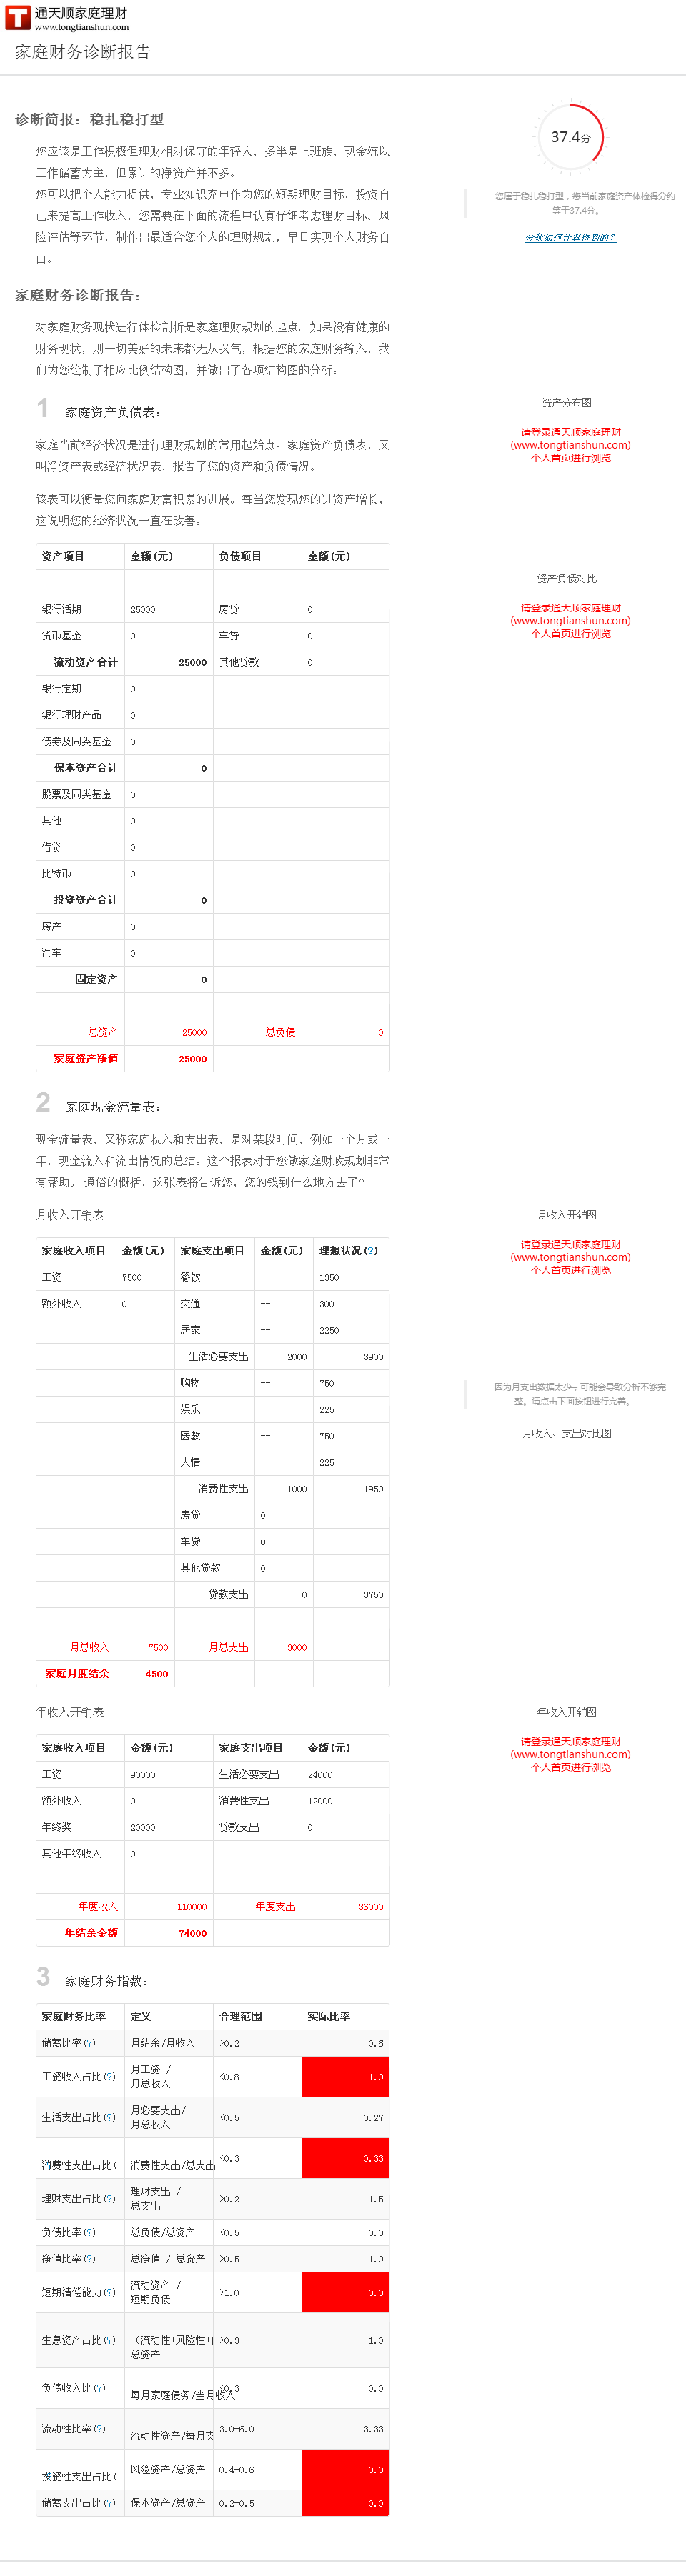 通天顺家庭理财
www.tongtianshun.com
家庭财务诊断报告
诊断简报：稳扎稳打型
您应该是工作积极但理财相对保守的年轻人，多半是上班族，现金流以
工作储蓄为主，但累计的净资产并不多。
您可以把个人能力提供，专业知识充电作为您的短期理财目标，投资自
己来提高工作收入，您需要在下面的流程中认真仔细考虑理财目标、风
险评估等环节，制作出最适合您个人的理财规划，早日实现个人财务自
由。
37.4分
您属于稳扎稳打型，您当前家庭资产体检得分约
等于37.4分。
分数如何计算得到的?
家庭财务诊断报告：
对家庭财务现状进行体检剖析是家庭理财规划的起点。如果没有健康的
财务现状，则一切美好的未来都无从叹气，根据您的家庭财务输入，我
们为您绘制了相应比例结构图，并做出了各项结构图的分析：
1 家庭资产负债表：
家庭当前经济状况是进行理财规划的常用起始点。家庭资产负债表，又
叫净资产表或经济状况表，报告了您的资产和负债情况。
该表可以衡量您向家庭财富积累的进展。每当您发现您的进资产增长，
这说明您的经济状况一直在改善。
资产分布图
请登录通天顺家庭理财
(www.tongtianshun.com)
个人首页进行浏览
资产负债对比
请登录通天顺家庭理财
(www.tongtianshun.com)
个人首页进行浏览
资产项目 金额(元) 负债项目 金额(元)
银行活期 25000 房贷 0
货币基金 0 车贷 0
流动资产合计 25000 其他贷款 0
银行定期 0
银行理财产品 0
债券及同类基金 0
保本资产合计 0
股票及同类基金 0
其他 0
借贷 0
比特币 0
投资资产合计 0
房产 0
汽车 0
固定资产 0
总资产 25000 总负债 0
家庭资产净值 25000
2 家庭现金流量表：
现金流量表，又称家庭收入和支出表，是对某段时间，例如一个月或一
年，现金流入和流出情况的总结。这个报表对于您做家庭财政规划非常
有帮助。 通俗的概括，这张表将告诉您，您的钱到什么地方去了?
月收入开销表
月收入开销图
请登录通天顺家庭理财
(www.tongtianshun.com)
个人首页进行浏览
家庭收入项目 金额(元) 家庭支出项目 金额(元) 理想状况(?)
工资 7500 餐饮 -- 1350
额外收入 0 交通 -- 300
居家 -- 2250
生活必要支出 2000 3900
购物 -- 750
娱乐 -- 225
医教 -- 750
人情 -- 225
消费性支出 1000 1950
房贷 0
车贷 0
其他贷款 0
贷款支出 0 3750
月总收入 7500 月总支出 3000
家庭月度结余 4500
因为月支出数据太少，可能会导致分析不够完
整。请点击下面按钮进行完善。
月收入、支出对比图
年收入开销表
年收入开销图
请登录通天顺家庭理财
(www.tongtianshun.com)
个人首页进行浏览
家庭收入项目 金额(元) 家庭支出项目 金额(元)
工资 90000 生活必要支出 24000
额外收入 0 消费性支出 12000
年终奖 20000 贷款支出 0
其他年终收入 0
年度收入 110000 年度支出 36000
年结余金额 74000
3 家庭财务指数：
家庭财务比率 定义 合理范围 实际比率
储蓄比率(?) 月结余/月收入 >0.2 0.6
工资收入占比(?) 月工资 /
月总收入 <0.8 1.0
生活支出占比(?) 月必要支出/
月总收入 <0.5 0.27
消费性支出占比( 消费性支出/总支出 <0.3 0.33
理财支出占比(?) 理财支出 /
总支出 >0.2 1.5
负债比率(?) 总负债/总资产 <0.5 0.0
净值比率(?) 总净值 / 总资产 >0.5 1.0
短期清偿能力(?) 流动资产 /
短期负债 >1.0 0.0
生息资产占比(?) （流动性+风险性+
总资产 >0.3 1.0
负债收入比(?) 每月家庭债务/当月收入 <0.3 0.0
流动性比率(?) 流动性资产/每月支 3.0-6.0 3.33
投资性支出占比( 风险资产/总资产 0.4-0.6 0.0
储蓄支出占比(?) 保本资产/总资产 0.2-0.5 0.0